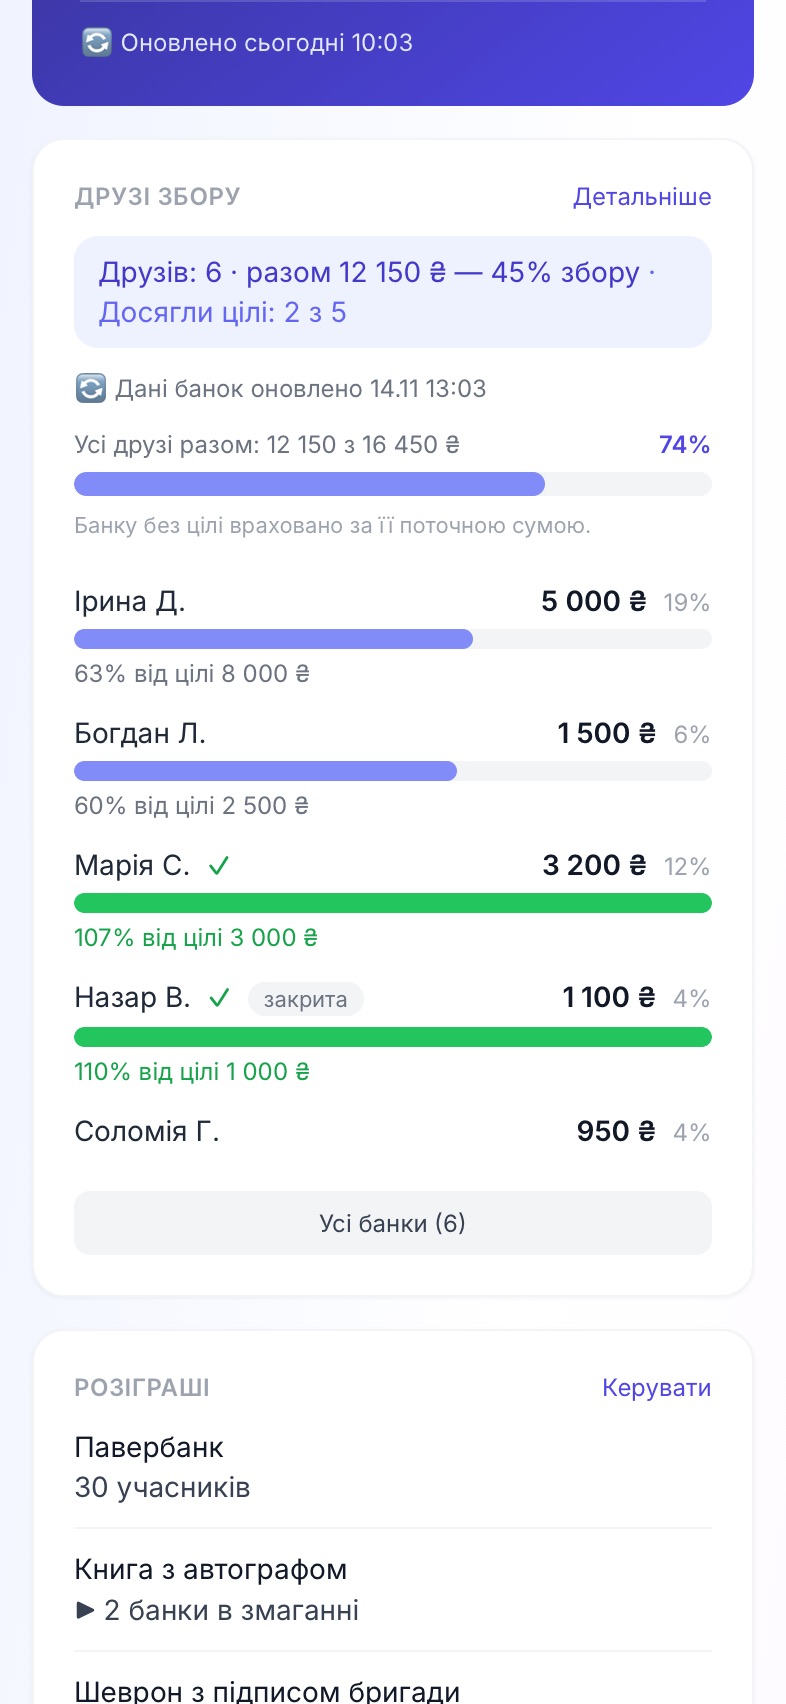 Оновлено сьогодні 10:03
ДРУЗІ ЗБОРУ
Детальніше
Друзів: 6 · разом 12 150 ₴ — 45% збору ·
Досягли цілі: 2 з 5
Дані банок оновлено 14.11 13:03
Усі друзі разом: 12 150 з 16 450 ₴
74%
Банку без цілі враховано за її поточною сумою.
Ірина Д.
5 000 ₴ 19%
63% від цілі 8 000 ₴
Богдан Л.
1 500 ₴ 6%
60% від цілі 2 500 ₴
Марія С. ✓
3 200 ₴ 12%
107% від цілі 3 000 ₴
Назар В. ✓ закрита
1 100 ₴ 4%
110% від цілі 1 000 ₴
Соломія Г.
950 ₴ 4%
Усі банки (6)
РОЗІГРАШІ
Керувати
Павербанк
30 учасників
Книга з автографом
▶ 2 банки в змаганні
Шеврон з підписом бригади